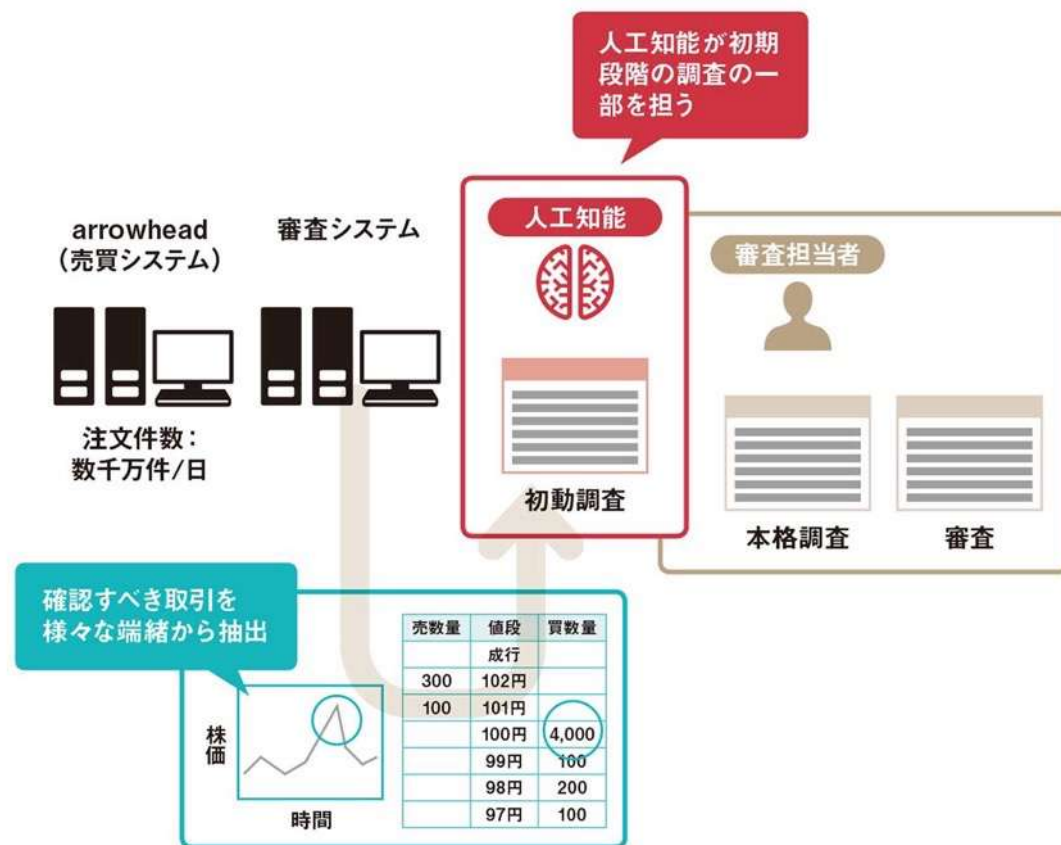 人工知能が初期
段階の調査の一
部を担う
arrowhead
（売買システム）
審査システム
人工知能
審査担当者
注文件数：
数千万件/日
初動調査
本格調査
審査
確認すべき取引を
様々な端緒から抽出
株価
時間
売数量 値段 買数量
成行
300 102円
100 101円
100円 4,000
99円 100
98円 200
97円 100